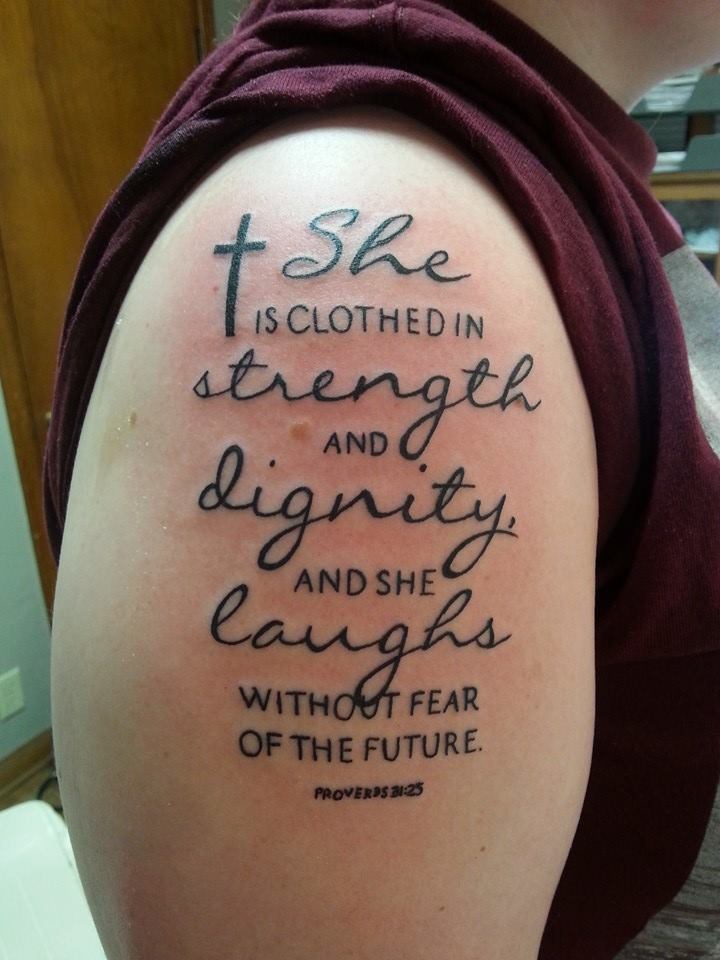 She
IS CLOTHED IN
strength
AND
dignity,
AND SHE
laughs
WITHOUT FEAR
OF THE FUTURE.
PROVERBS 31:25